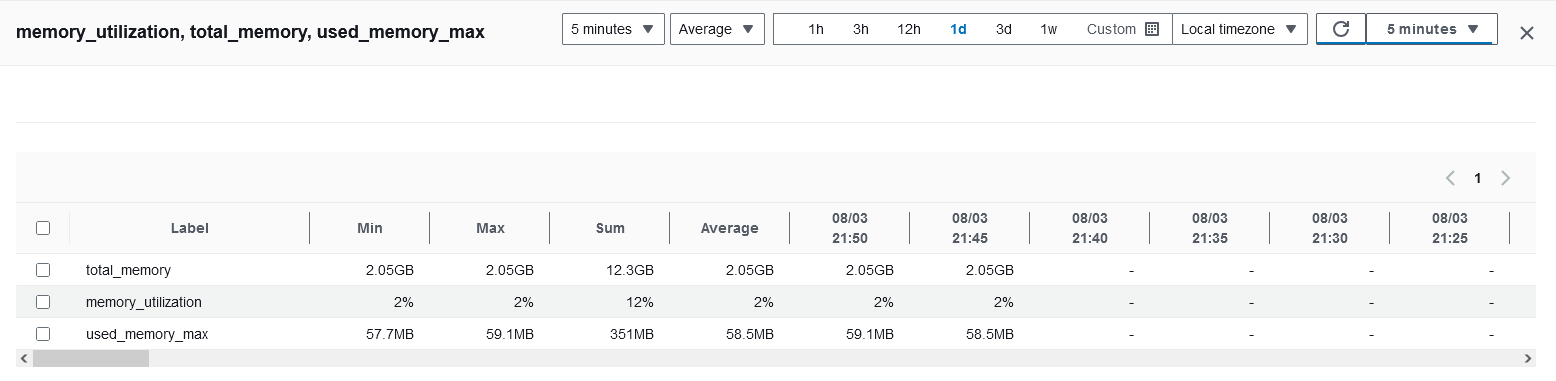 memory_utilization, total_memory, used_memory_max 5 minutes Average 1h 3h 12h 1d 3d 1w Custom Local timezone 5 minutes
1
Label Min Max Sum Average 08/03 21:50 08/03 21:45 08/03 21:40 08/03 21:35 08/03 21:30 08/03 21:25
total_memory 2.05GB 2.05GB 12.3GB 2.05GB 2.05GB 2.05GB - - - -
memory_utilization 2% 2% 12% 2% 2% 2% - - - -
used_memory_max 57.7MB 59.1MB 351MB 58.5MB 59.1MB 58.5MB - - - -